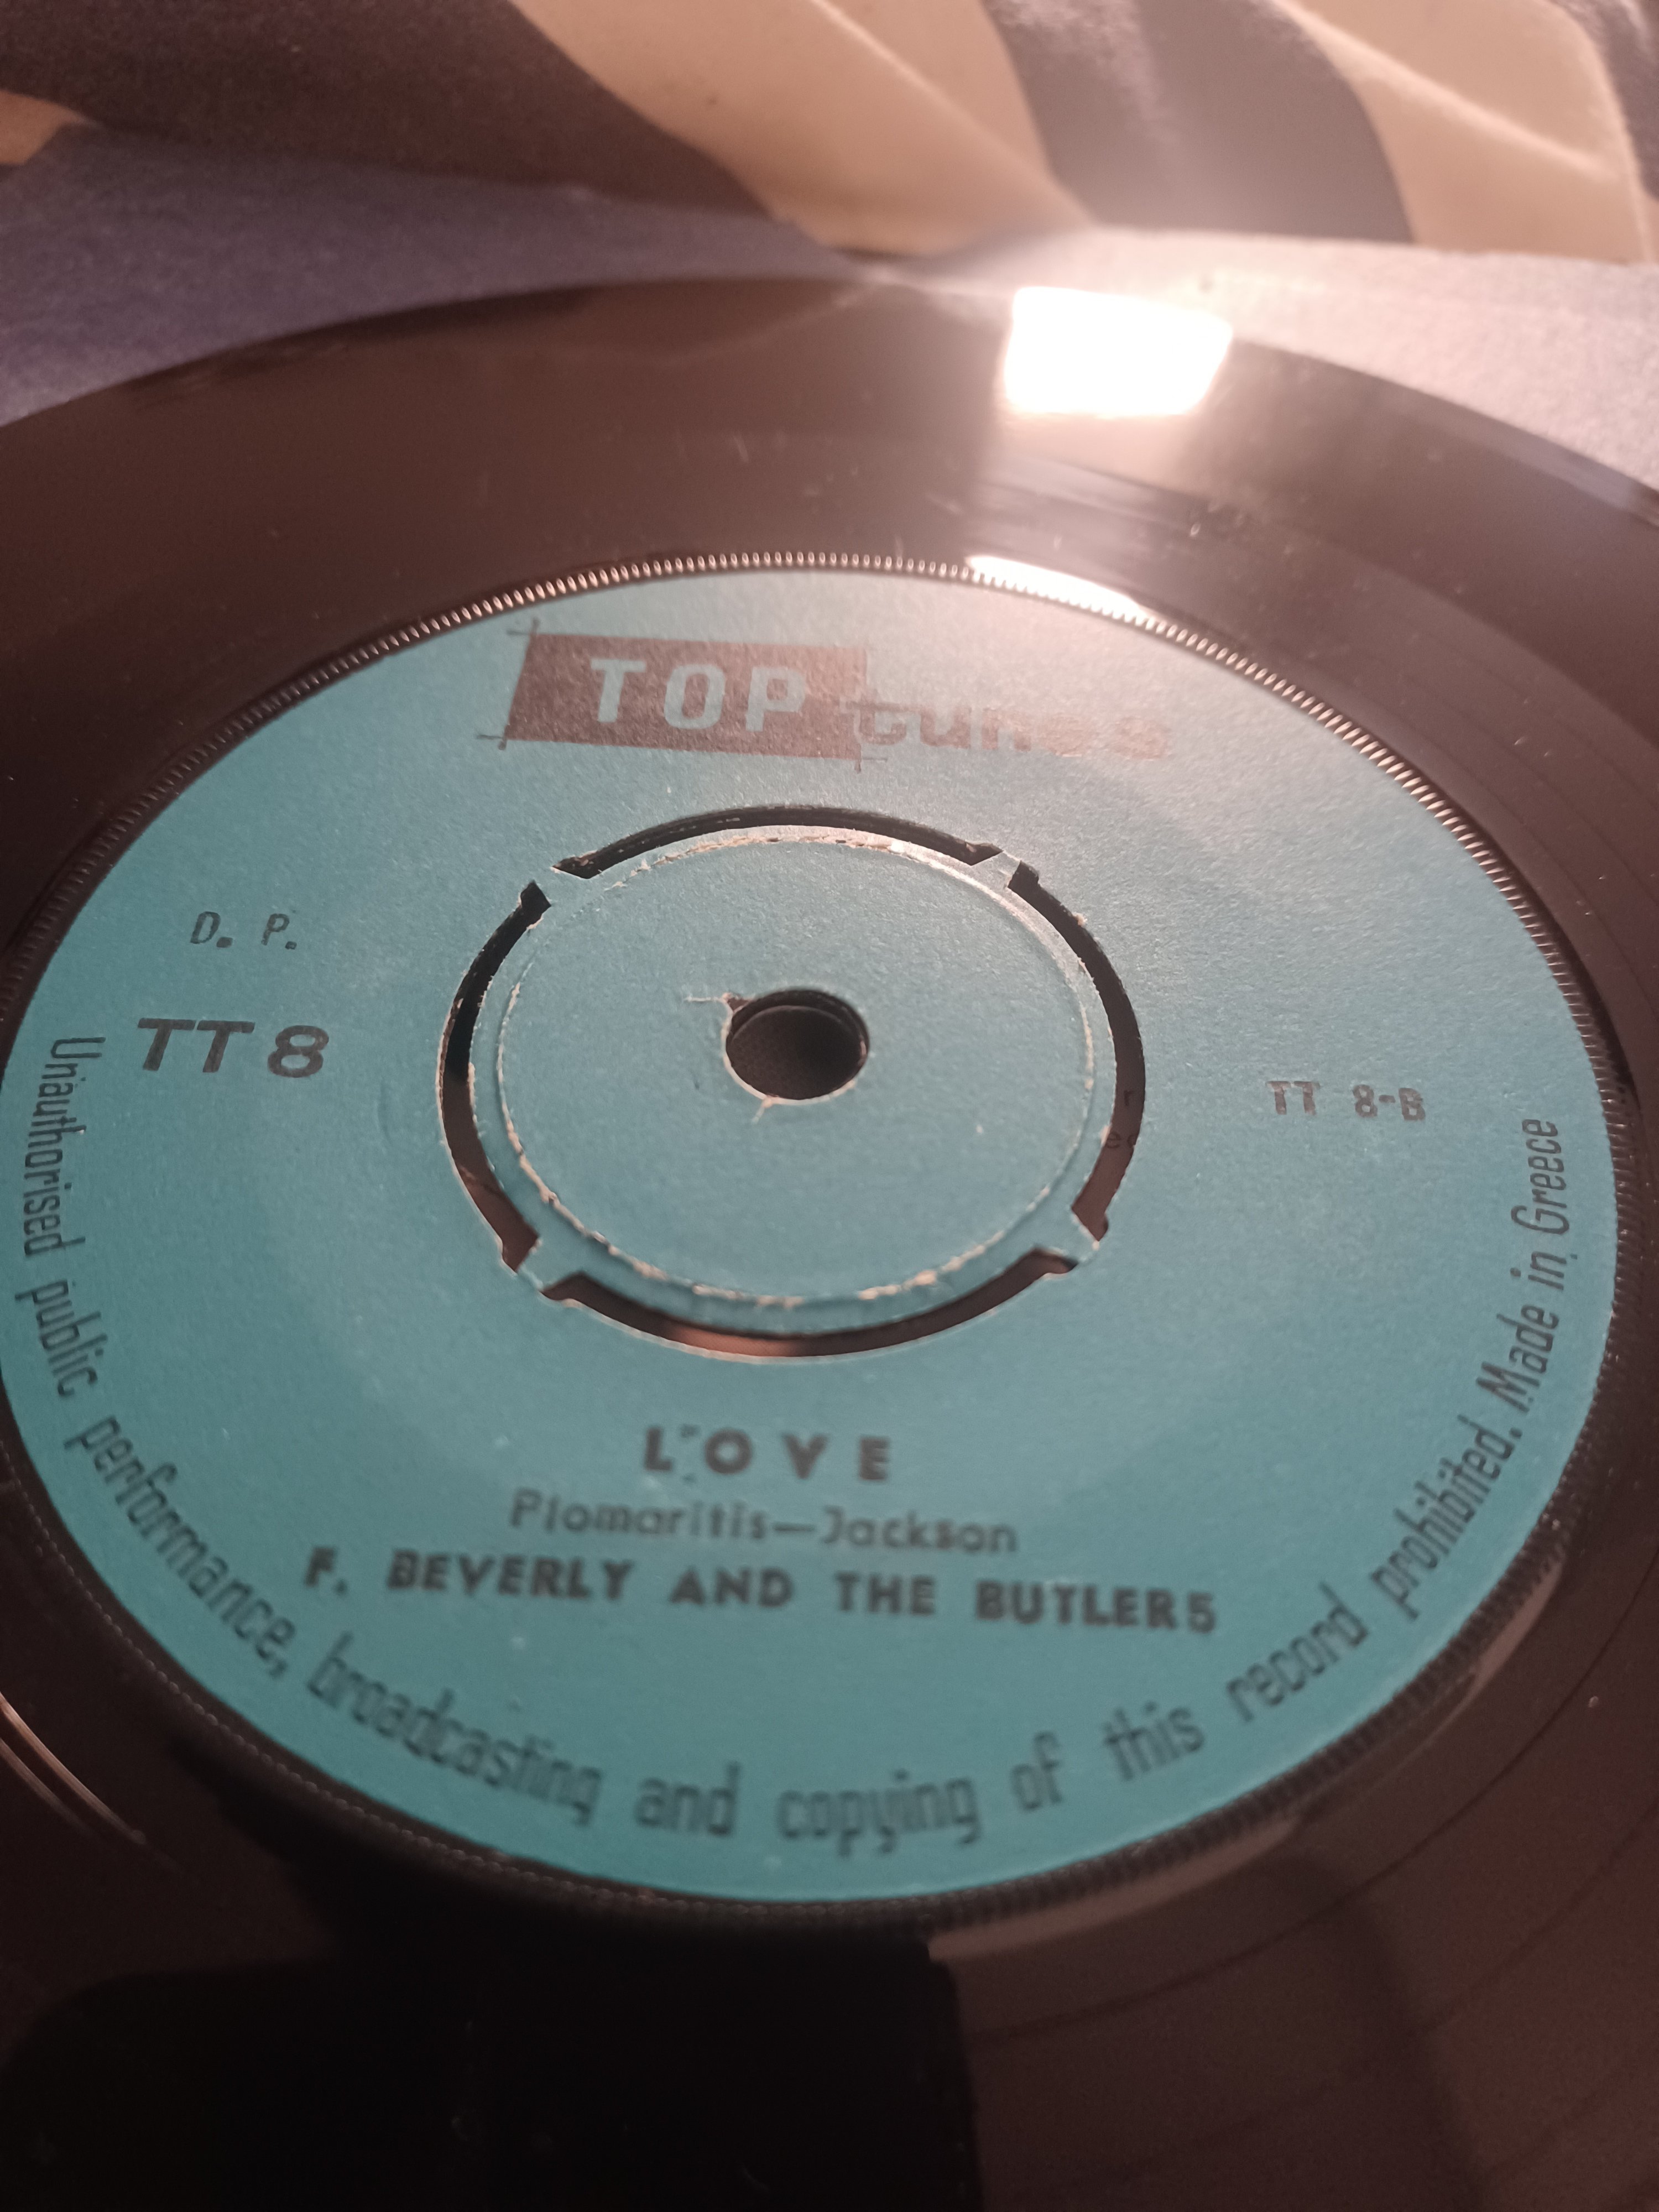 TOP tunes
D. P.
TT 8
TT 8-B
LOVE
Plomaritis—Jackson
F. BEVERLY AND THE BUTLERS
Unauthorised public performance, broadcasting and copying of this record prohibited. Made in Greece